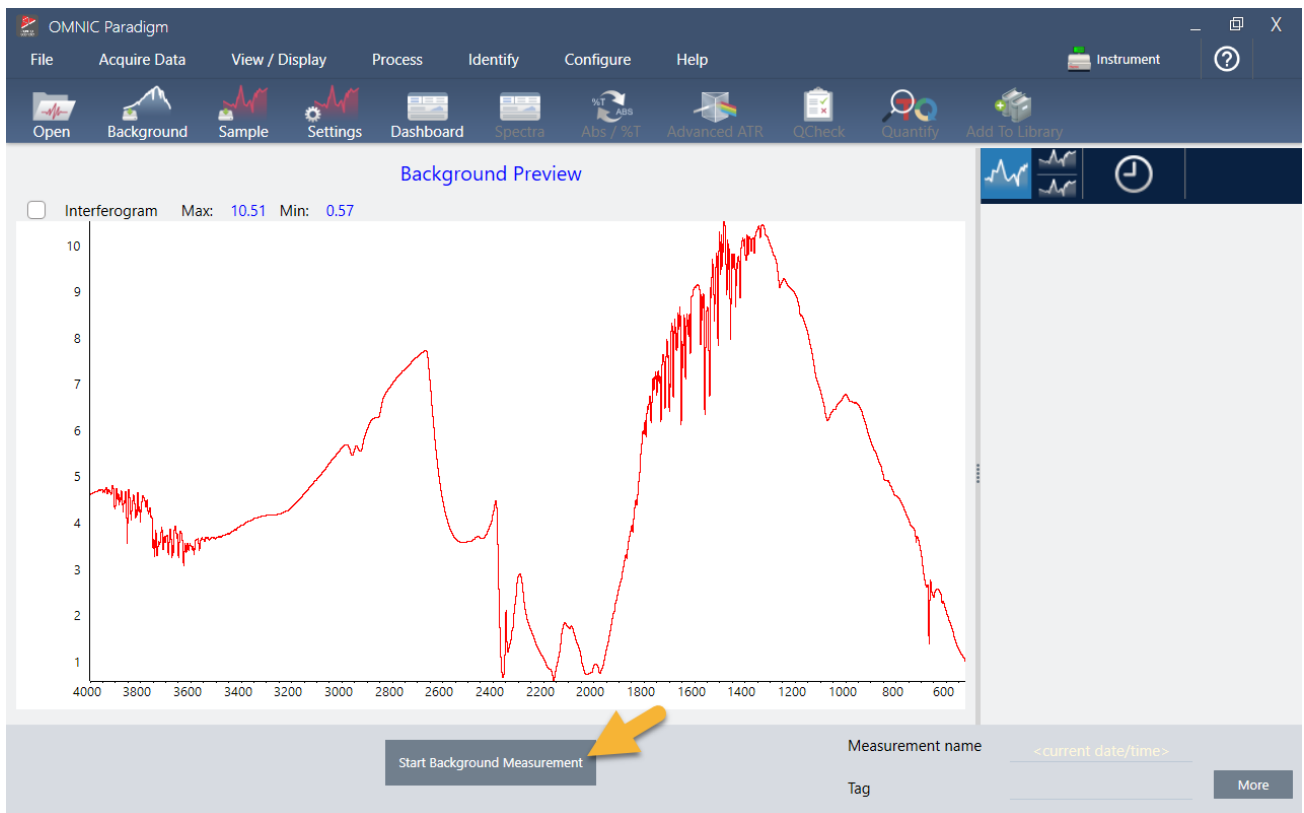 OMNIC Paradigm
_ X
File Acquire Data View / Display Process Identify Configure Help Instrument ?
%T ABS
Open Background Sample Settings Dashboard Spectra Abs / %T Advanced ATR QCheck Quantify Add To Library
Background Preview
Interferogram Max: 10.51 Min: 0.57
10
9
8
7
6
5
4
3
2
1
4000 3800 3600 3400 3200 3000 2800 2600 2400 2200 2000 1800 1600 1400 1200 1000 800 600
Start Background Measurement
Measurement name <current date/time>
Tag
More